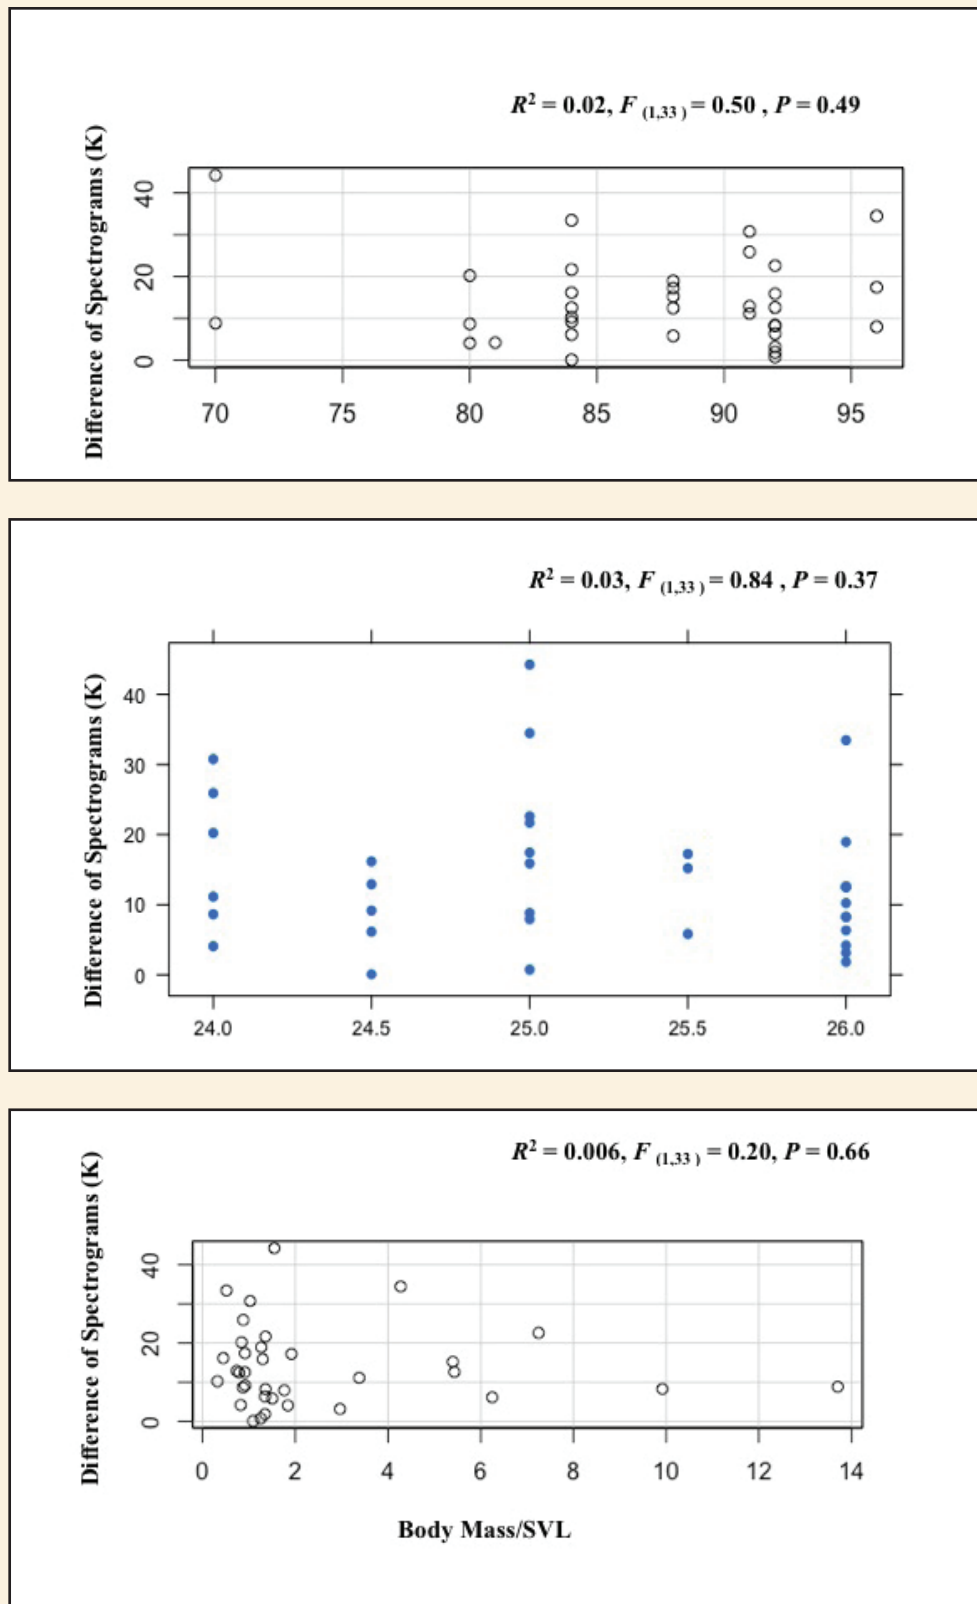 R² = 0.02, F (1,33 ) = 0.50 , P = 0.49
Difference of Spectrograms (K)
40
20
0
70 75 80 85 90 95
R² = 0.03, F (1,33 ) = 0.84 , P = 0.37
Difference of Spectrograms (K)
40
30
20
10
0
24.0 24.5 25.0 25.5 26.0
R² = 0.006, F (1,33 ) = 0.20, P = 0.66
Difference of Spectrograms (K)
40
20
0
0 2 4 6 8 10 12 14
Body Mass/SVL